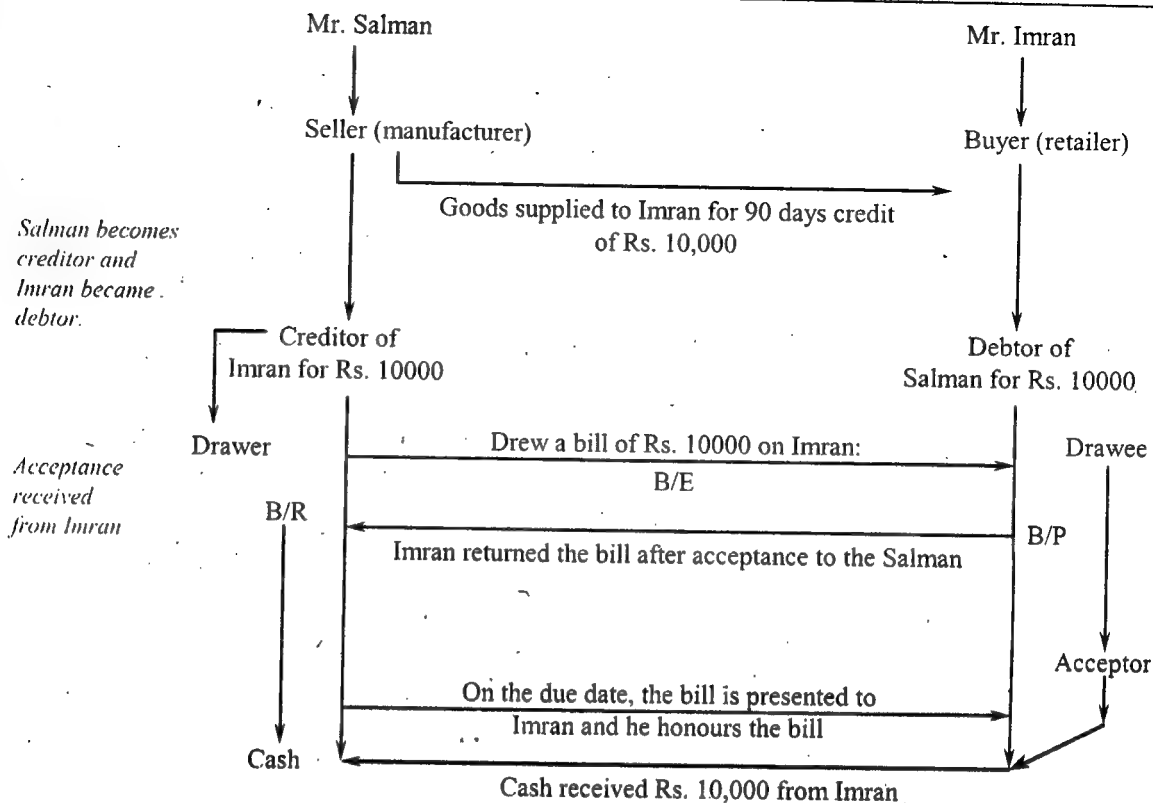 Mr. Salman
Mr. Imran
Seller (manufacturer)
Buyer (retailer)
Goods supplied to Imran for 90 days credit
of Rs. 10,000
Salman becomes
creditor and
Imran became.
debtor.
Creditor of
Imran for Rs. 10000
Debtor of
Salman for Rs. 10000
Drawer
Drew a bill of Rs. 10000 on Imran:
Drawee
B/E
Acceptance
received
from Imran
B/R
B/P
Imran returned the bill after acceptance to the Salman
Acceptor
On the due date, the bill is presented to
Imran and he honours the bill
Cash
Cash received Rs. 10,000 from Imran